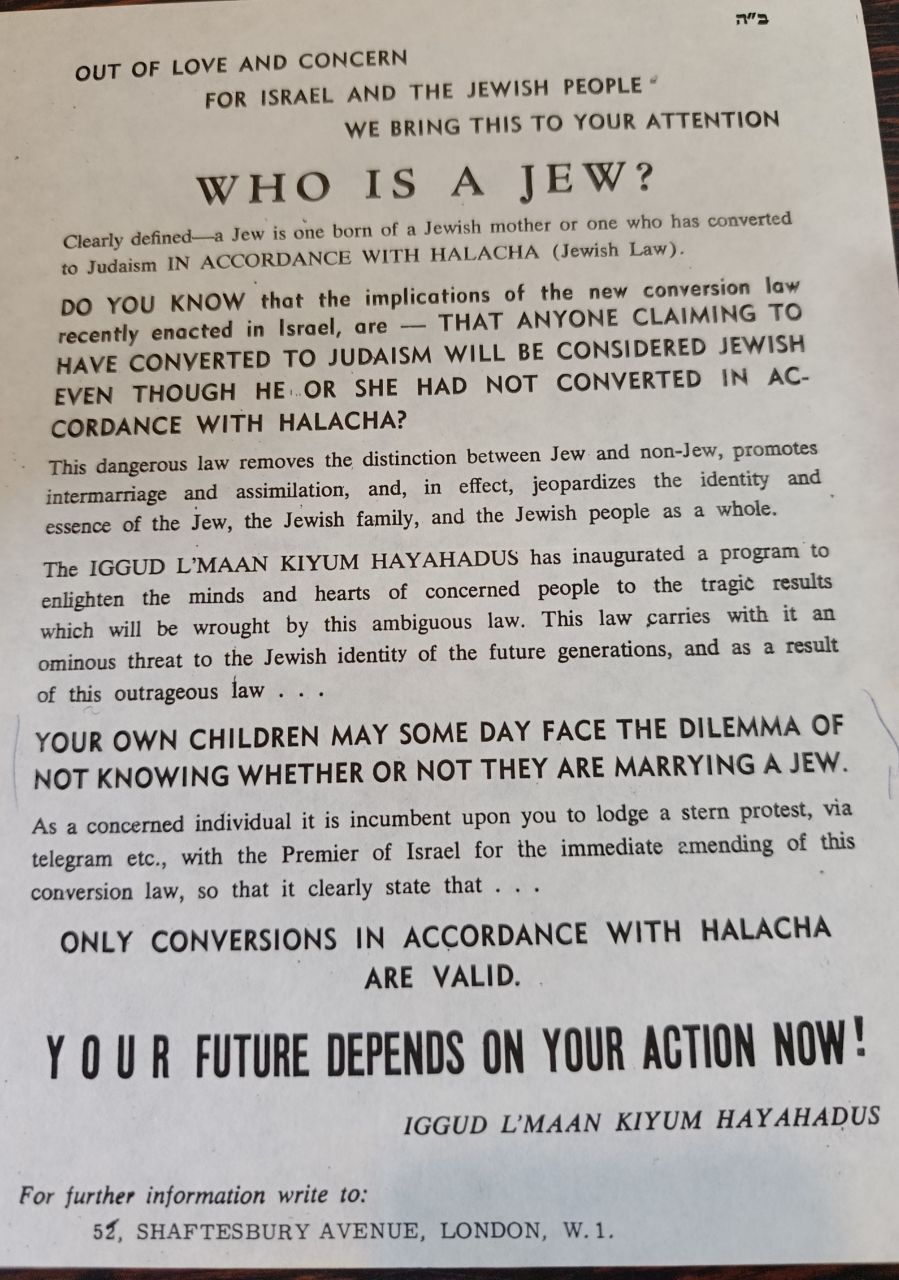 ב״ה
OUT OF LOVE AND CONCERN
FOR ISRAEL AND THE JEWISH PEOPLE
WE BRING THIS TO YOUR ATTENTION
WHO IS A JEW?
Clearly defined—a Jew is one born of a Jewish mother or one who has converted
to Judaism IN ACCORDANCE WITH HALACHA (Jewish Law).
DO YOU KNOW that the implications of the new conversion law
recently enacted in Israel, are — THAT ANYONE CLAIMING TO
HAVE CONVERTED TO JUDAISM WILL BE CONSIDERED JEWISH
EVEN THOUGH HE OR SHE HAD NOT CONVERTED IN AC-
CORDANCE WITH HALACHA?
This dangerous law removes the distinction between Jew and non-Jew, promotes
intermarriage and assimilation, and, in effect, jeopardizes the identity and
essence of the Jew, the Jewish family, and the Jewish people as a whole.
The IGGUD L'MAAN KIYUM HAYAHADUS has inaugurated a program to
enlighten the minds and hearts of concerned people to the tragic results
which will be wrought by this ambiguous law. This law carries with it an
ominous threat to the Jewish identity of the future generations, and as a result
of this outrageous law . . .
YOUR OWN CHILDREN MAY SOME DAY FACE THE DILEMMA OF
NOT KNOWING WHETHER OR NOT THEY ARE MARRYING A JEW.
As a concerned individual it is incumbent upon you to lodge a stern protest, via
telegram etc., with the Premier of Israel for the immediate amending of this
conversion law, so that it clearly state that . . .
ONLY CONVERSIONS IN ACCORDANCE WITH HALACHA
ARE VALID.
YOUR FUTURE DEPENDS ON YOUR ACTION NOW!
IGGUD L'MAAN KIYUM HAYAHADUS
For further information write to:
SHAFTESBURY AVENUE, LONDON, W.1.